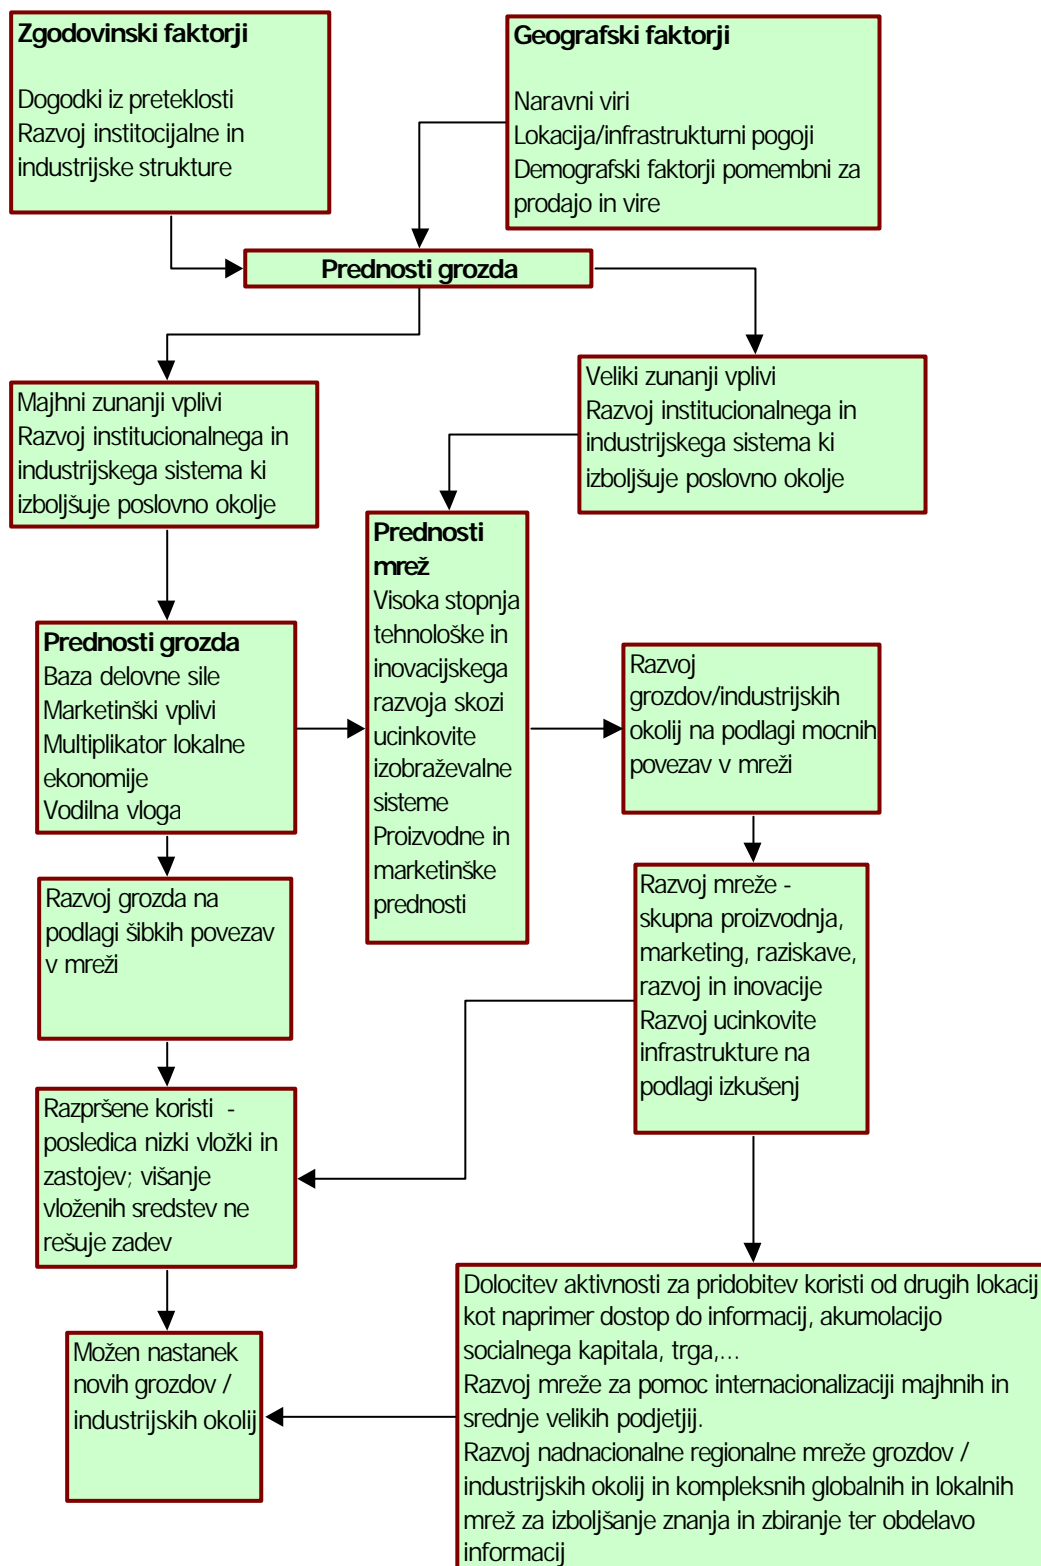 Zgodovinski faktorji
Dogodki iz preteklosti
Razvoj institocijalne in
industrijske strukture
Geografski faktorji
Naravni viri
Lokacija/infrastrukturni pogoji
Demografski faktorji pomembni za
prodajo in vire
Prednosti grozda
Majhni zunanji vplivi
Razvoj institucionalnega in
industrijskega sistema ki
izboljšuje poslovno okolje
Veliki zunanji vplivi
Razvoj institucionalnega in
industrijskega sistema ki
izboljšuje poslovno okolje
Prednosti grozda
Baza delovne sile
Marketinški vplivi
Multiplikator lokalne
ekonomije
Vodilna vloga
Prednosti
mrež
Visoka stopnja
tehnološke in
inovacijskega
razvoja skozi
ucinkovite
izobraževalne
sisteme
Proizvodne in
marketinške
prednosti
Razvoj
grozdov/industrijskih
okolij na podlagi mocnih
povezav v mreži
Razvoj grozda na
podlagi šibkih povezav
v mreži
Razvoj mreže -
skupna proizvodnja,
marketing, raziskave,
razvoj in inovacije
Razvoj ucinkovite
infrastrukture na
podlagi izkušenj
Razpršene koristi -
posledica nizki vložki in
zastojev; višanje
vloženih sredstev ne
rešuje zadev
Dolocitev aktivnosti za pridobitev koristi od drugih lokacij
kot naprimer dostop do informacij, akumolacijo
socialnega kapitala, trga,...
Razvoj mreže za pomoc internacionalizaciji majhnih in
srednje velikih podjetjij.
Razvoj nadnacionalne regionalne mreže grozdov /
industrijskih okolij in kompleksnih globalnih in lokalnih
mrež za izboljšanje znanja in zbiranje ter obdelavo
informacij
Možen nastanek
novih grozdov /
industrijskih okolij